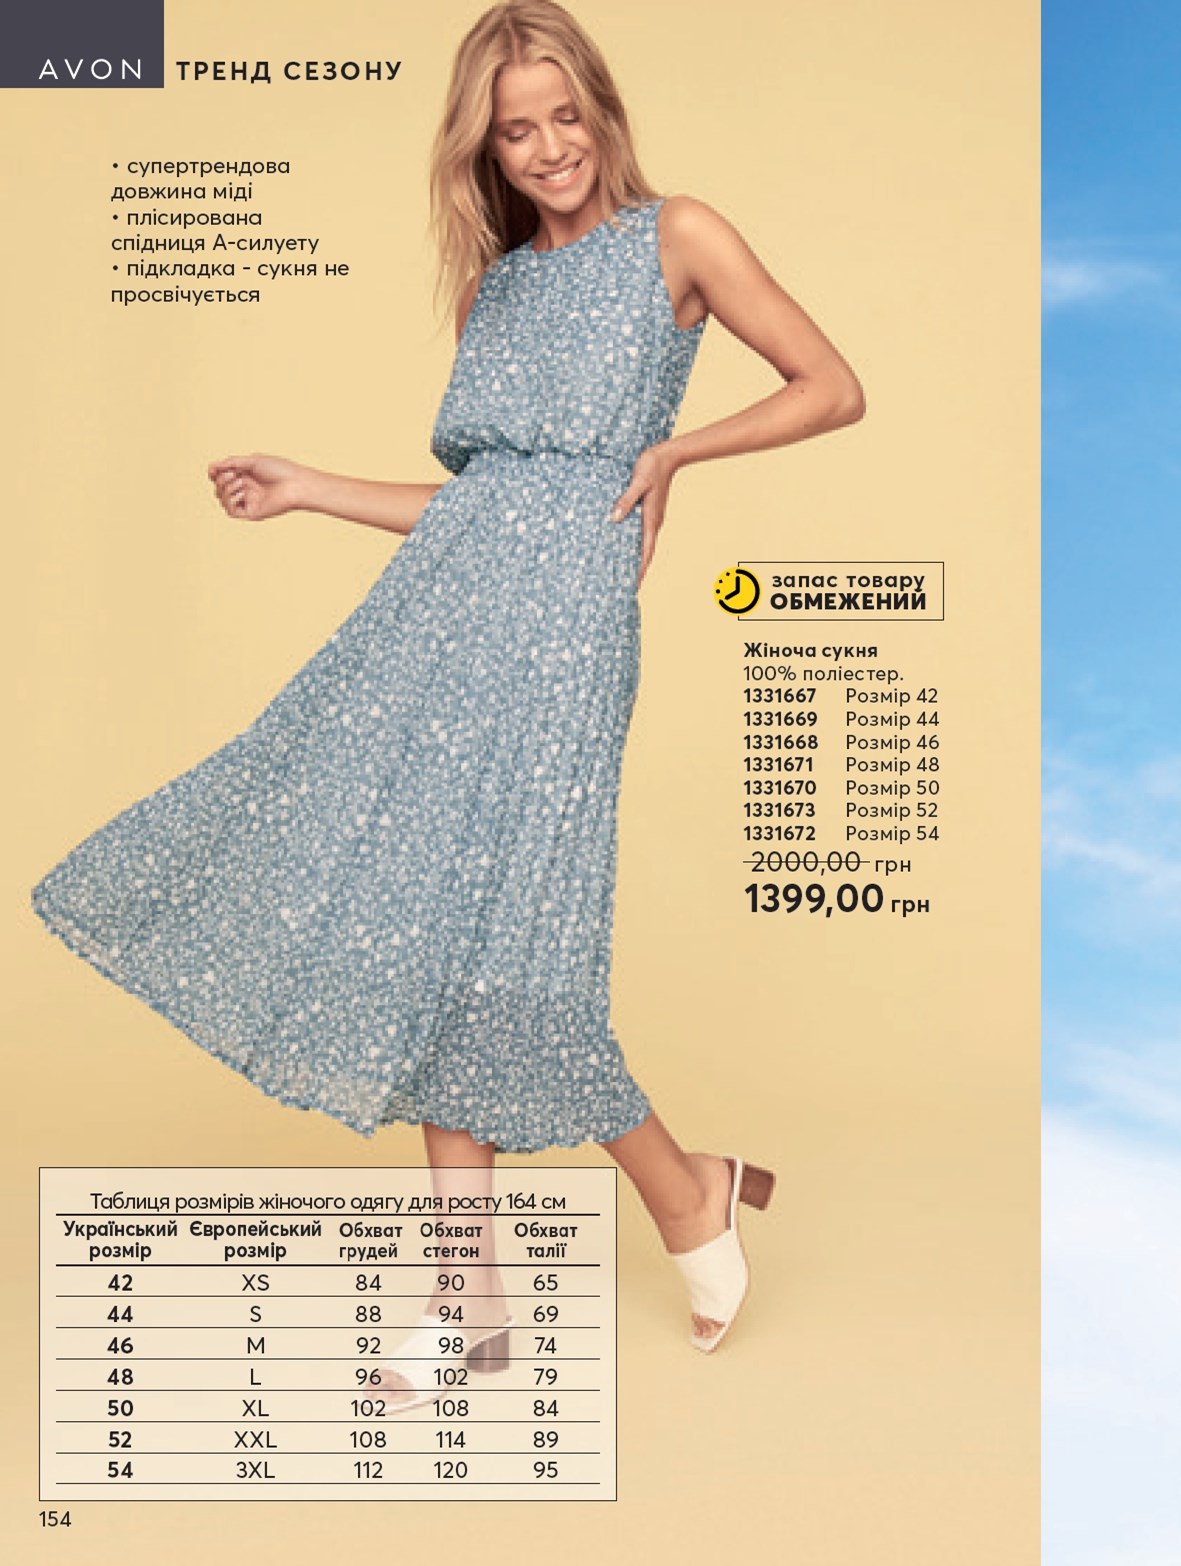 AVON
ТРЕНД СЕЗОНУ
• супертрендова
довжина міді
• плісирована
спідниця А-силуету
• підкладка - сукня не
просвічується
запас товару
ОБМЕЖЕНИЙ
Жіноча сукня
100% поліестер.
1331667 Розмір 42
1331669 Розмір 44
1331668 Розмір 46
1331671 Розмір 48
1331670 Розмір 50
1331673 Розмір 52
1331672 Розмір 54
2000,00 грн
1399,00 грн
Таблиця розмірів жіночого одягу для росту 164 см
Український Європейський Обхват Обхват Обхват
розмір розмір грудей стегон талії
42 XS 84 90 65
44 S 88 94 69
46 M 92 98 74
48 L 96 102 79
50 XL 102 108 84
52 XXL 108 114 89
54 3XL 112 120 95
154